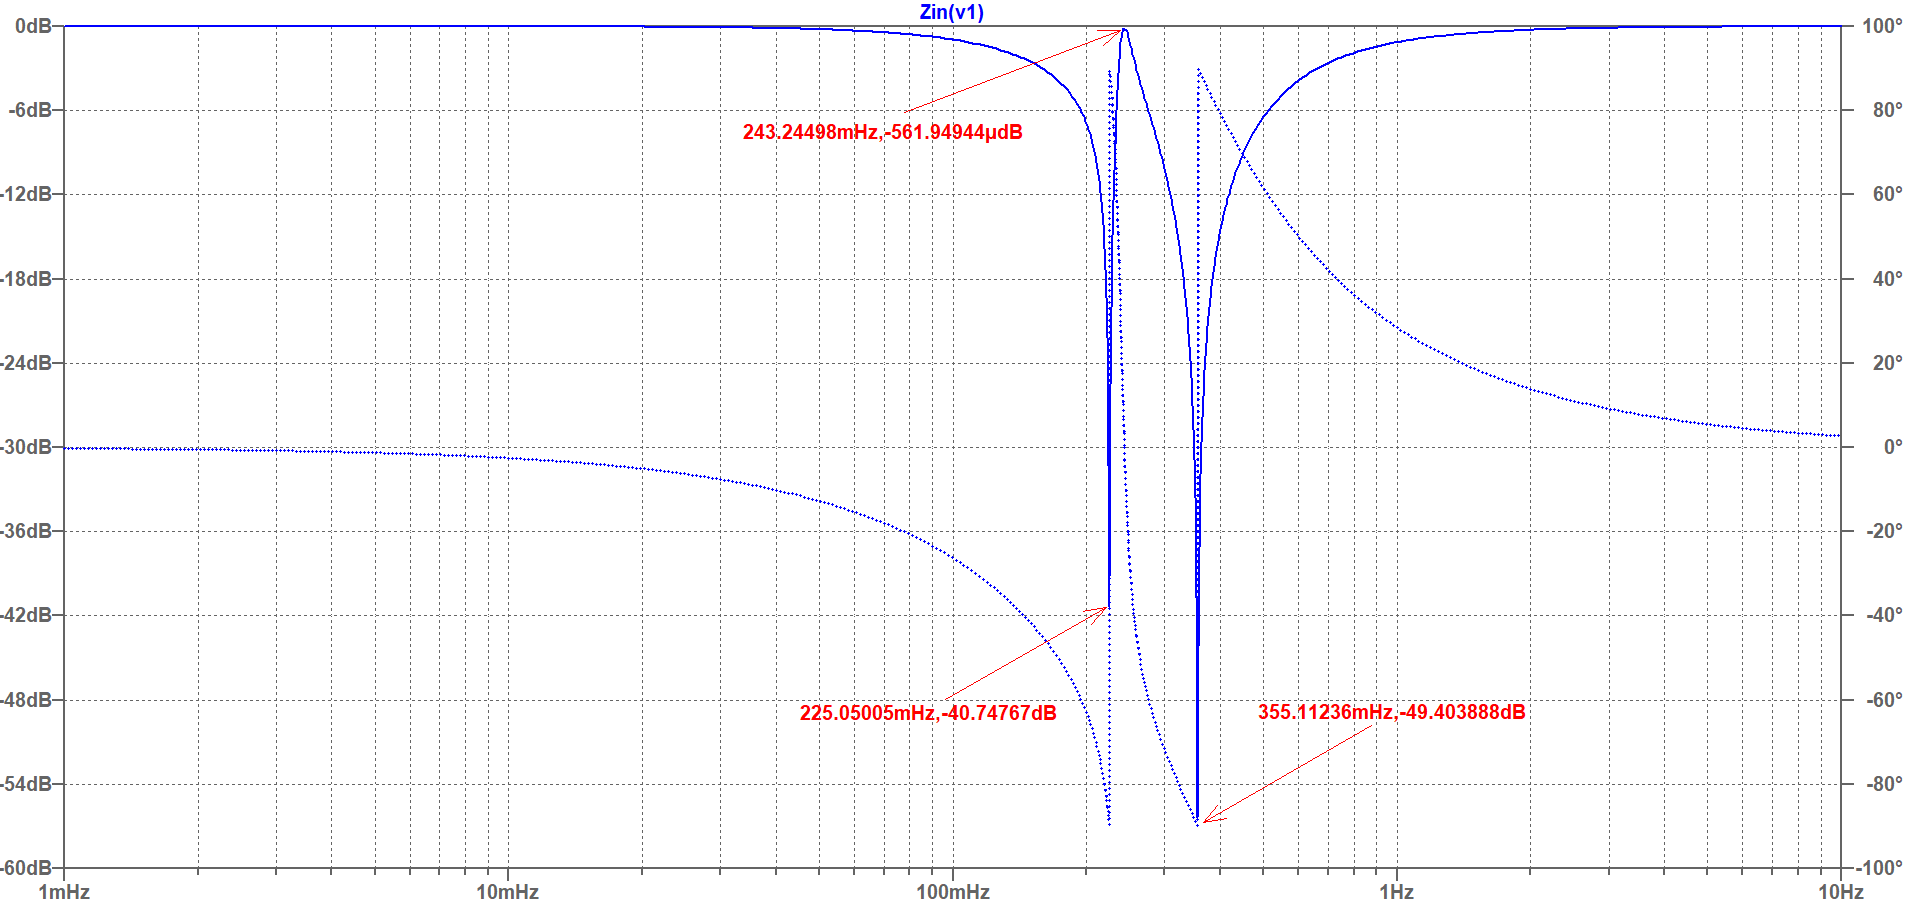 Zin(v1)
0dB
-6dB
-12dB
-18dB
-24dB
-30dB
-36dB
-42dB
-48dB
-54dB
-60dB
100°
80°
60°
40°
20°
0°
-20°
-40°
-60°
-80°
-100°
243.24498mHz,-561.94944µdB
225.05005mHz,-40.74767dB
355.11236mHz,-49.403888dB
1mHz
10mHz
100mHz
1Hz
10Hz